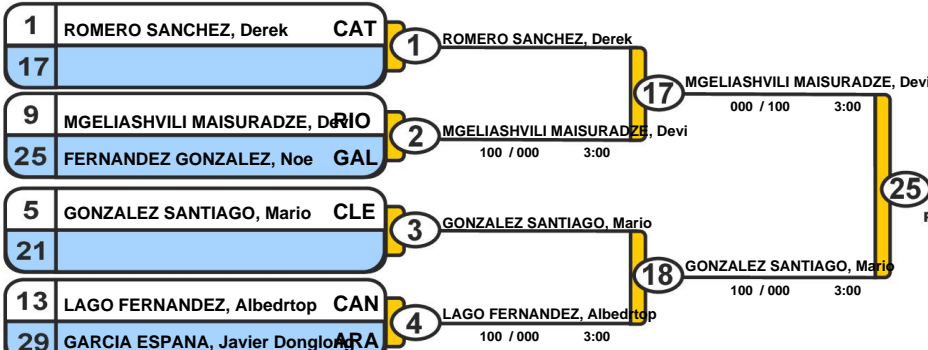 1 ROMERO SANCHEZ, Derek CAT
17
1
ROMERO SANCHEZ, Derek
9 MGELIASHVILI MAISURADZE, Devi RIO
25 FERNANDEZ GONZALEZ, Noe GAL
2
MGELIASHVILI MAISURADZE, Devi
100 / 000 3:00
17
MGELIASHVILI MAISURADZE, Devi
000 / 100 3:00
5 GONZALEZ SANTIAGO, Mario CLE
21
3
GONZALEZ SANTIAGO, Mario
13 LAGO FERNANDEZ, Albedrtop CAN
29 GARCIA ESPANA, Javier Donglong ARA
4
LAGO FERNANDEZ, Albedrtop
100 / 000 3:00
18
GONZALEZ SANTIAGO, Mario
100 / 000 3:00
25